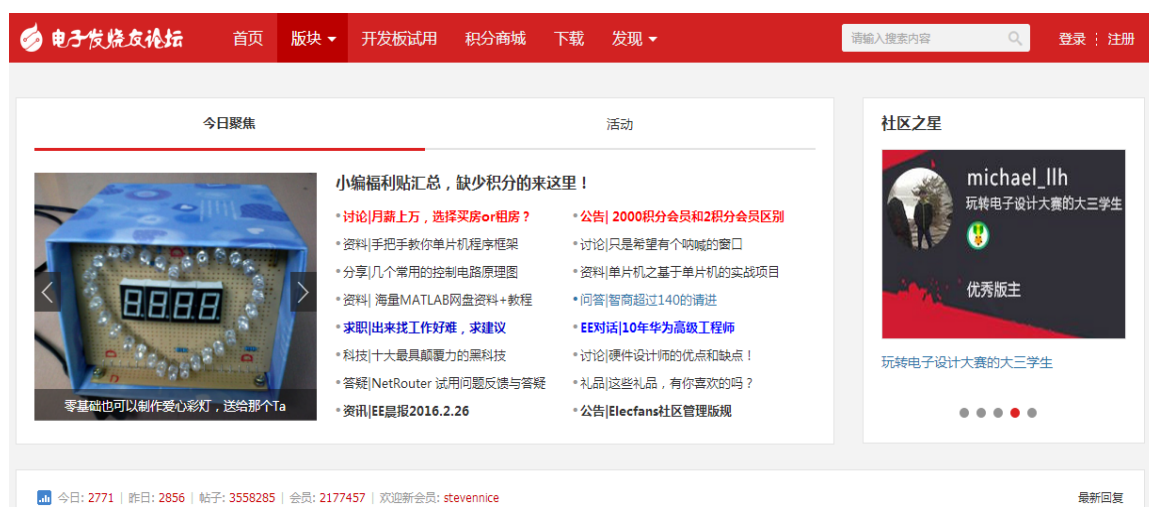 电子发烧友论坛 首页 版块 开发板试用 积分商城 下载 发现 请输入搜索内容 登录 注册
今日聚焦 活动
小编福利贴汇总，缺少积分的来这里！
讨论|月薪上万，选择买房or租房？ 公告| 2000积分会员和2积分会员区别
资料|手把手教你单片机程序框架 讨论|只是希望有个呐喊的窗口
分享|几个常用的控制电路原理图 资料|单片机之基于单片机的实战项目
资料| 海量MATLAB网盘资料+教程 问答|智商超过140的请进
求职|出来找工作好难，求建议 EE对话|10年华为高级工程师
科技|十大最具颠覆力的黑科技 讨论|硬件设计师的优点和缺点！
答疑|NetRouter 试用问题反馈与答疑 礼品|这些礼品，有你喜欢的吗？
资讯|EE晨报2016.2.26 公告|Elecfans社区管理版规
8888
零基础也可以制作爱心彩灯，送给那个Ta
社区之星
michael_llh
玩转电子设计大赛的大三学生
优秀版主
玩转电子设计大赛的大三学生
今日: 2771 | 昨日: 2856 | 帖子: 3558285 | 会员: 2177457 | 欢迎新会员: stevennice 最新回复